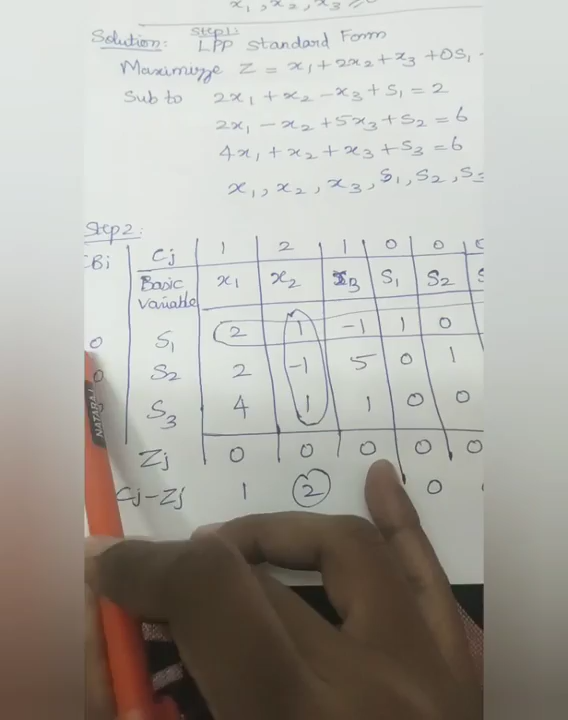 x1, x2, x3
Solution: Step1:
LPP standard Form
Maximize Z = x1 + 2x2 + x3 + 0S1
Sub to 2x1 + x2 - x3 + S1 = 2
2x1 - x2 + 5x3 + S2 = 6
4x1 + x2 + x3 + S3 = 6
x1, x2, x3, S1, S2, S3
Step2:
CBi Cj 1 2 1 0 0
Basic Variable x1 x2 x3 S1 S2
0 S1 2 1 -1 1 0
0 S2 2 -1 5 0 1
S3 4 1 1 0 0
Zj 0 0 0 0 0
Cj-Zj 1 2 0
NATARAJ